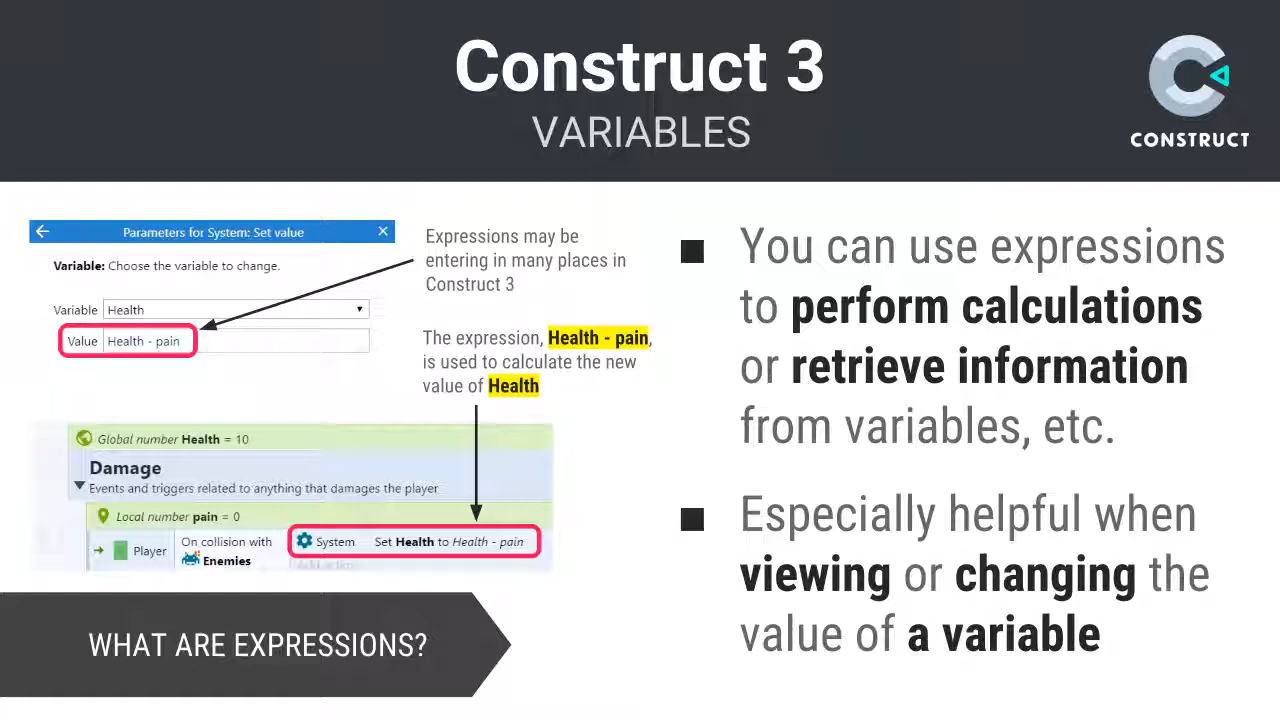 Construct 3
VARIABLES
CONSTRUCT
Parameters for System: Set value
Variable: Choose the variable to change.
Variable Health
Value Health - pain
Expressions may be
entering in many places in
Construct 3
The expression, Health - pain,
is used to calculate the new
value of Health
Global number Health = 10
Damage
Events and triggers related to anything that damages the player
Local number pain = 0
Player
On collision with
Enemies
System Set Health to Health - pain
Add action
WHAT ARE EXPRESSIONS?
■ You can use expressions
to perform calculations
or retrieve information
from variables, etc.
■ Especially helpful when
viewing or changing the
value of a variable